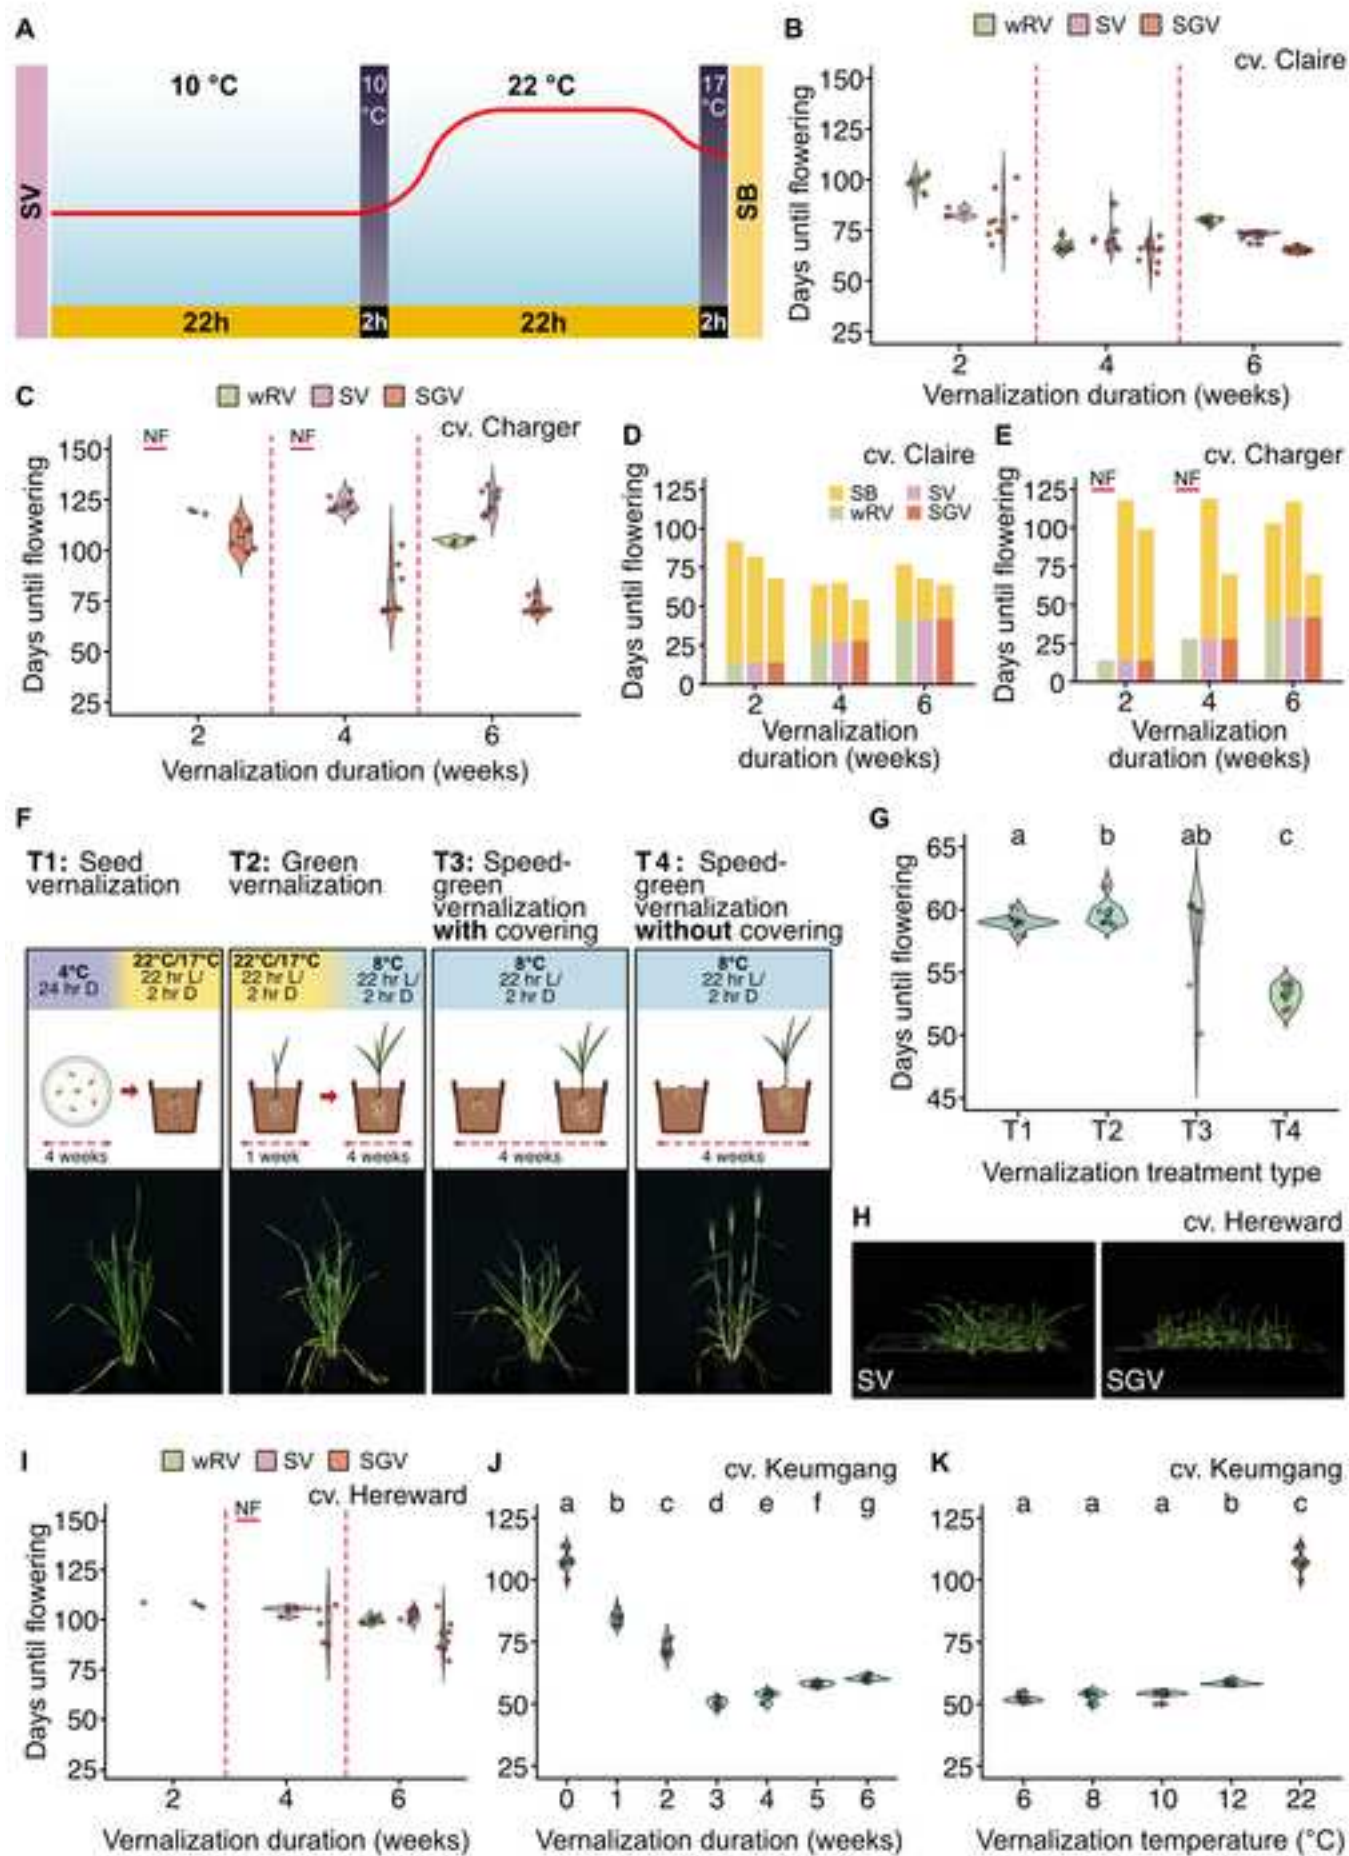 A
10 °C
10
°C
22 °C
17
°C
SV
SB
22h
2h
22h
2h
B
wRV SV SGV
cv. Claire
Days until flowering
150
125
100
75
50
25
2 4 6
Vernalization duration (weeks)
C
wRV SV SGV
cv. Charger
NF NF
Days until flowering
150
125
100
75
50
25
2 4 6
Vernalization duration (weeks)
D
cv. Claire
SB SV
wRV SGV
Days until flowering
125
100
75
50
25
0
2 4 6
Vernalization
duration (weeks)
E
cv. Charger
NF NF
Days until flowering
125
100
75
50
25
0
2 4 6
Vernalization
duration (weeks)
F
T1: Seed
vernalization
4°C
24 hr D
22°C/17°C
22 hr L/
2 hr D
4 weeks
T2: Green
vernalization
22°C/17°C
22 hr L/
2 hr D
8°C
22 hr L/
2 hr D
1 week
4 weeks
T3: Speed-
green
vernalization
with covering
8°C
22 hr L/
2 hr D
4 weeks
T4: Speed-
green
vernalization
without covering
8°C
22 hr L/
2 hr D
4 weeks
G
a b ab c
Days until flowering
65
60
55
50
45
T1 T2 T3 T4
Vernalization treatment type
H
cv. Hereward
SV
SGV
I
wRV SV SGV
cv. Hereward
NF
Days until flowering
150
125
100
75
50
25
2 4 6
Vernalization duration (weeks)
J
cv. Keumgang
a b c d e f g
125
100
75
50
25
0 1 2 3 4 5 6
Vernalization duration (weeks)
K
cv. Keumgang
a a a b c
125
100
75
50
25
6 8 10 12 22
Vernalization temperature (°C)